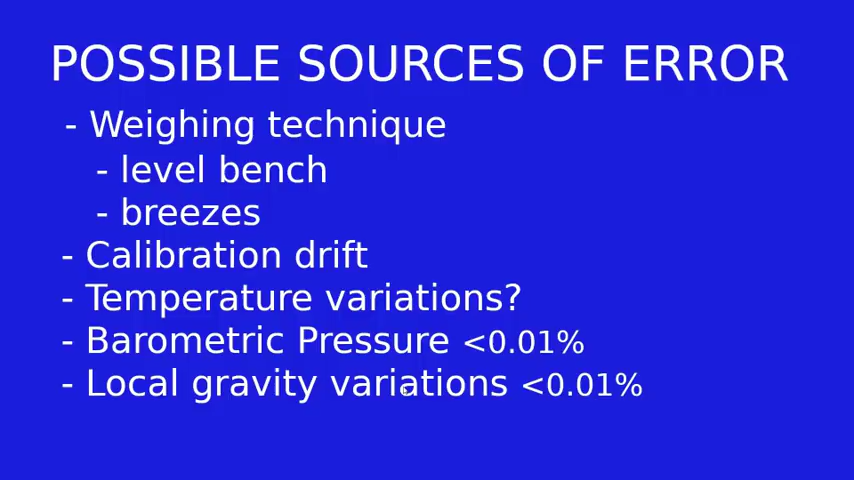 POSSIBLE SOURCES OF ERROR
- Weighing technique
- level bench
- breezes
- Calibration drift
- Temperature variations?
- Barometric Pressure <0.01%
- Local gravity variations <0.01%